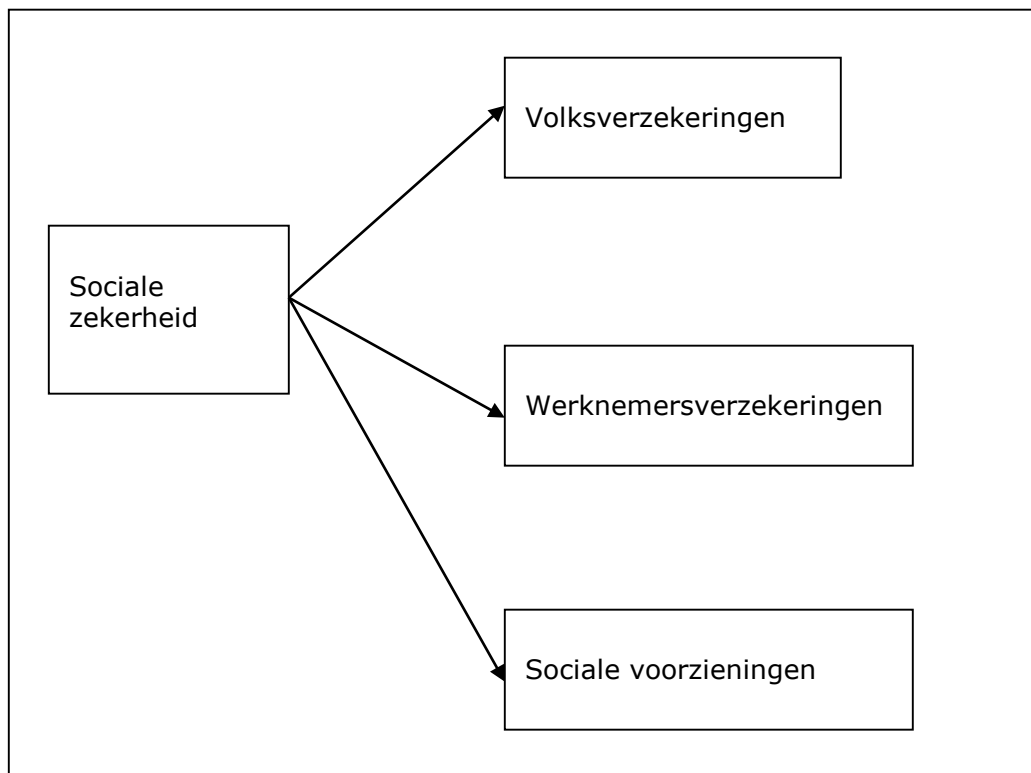 Volksverzekeringen
Sociale
zekerheid
Werknemersverzekeringen
Sociale voorzieningen